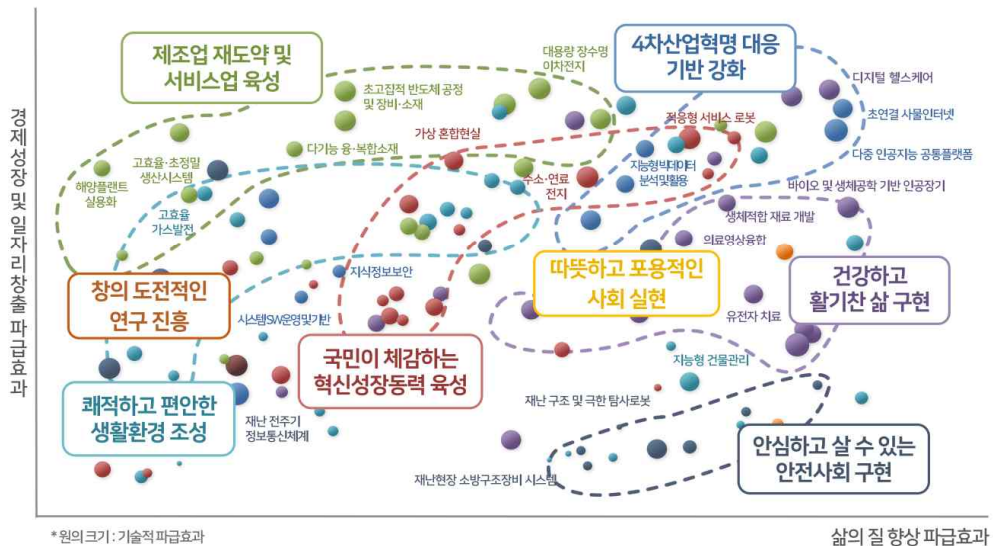 제조업 재도약 및
서비스업 육성
4차산업혁명 대응
기반 강화
대용량 장수명
이차전지
디지털 헬스케어
초고집적 반도체 공정
및 장비·소재
초연결 사물인터넷
가상 혼합현실
적응형 서비스 로봇
다기능 융·복합소재
다중 인공지능 공통플랫폼
고효율·초정밀
생산시스템
지능형빅데이터
분석및활용
해양플랜트
실용화
수소·연료
전지
바이오 및 생체공학 기반 인공장기
고효율
가스발전
생체적합 재료 개발
의료영상융합
경제성장 및 일자리창출 파급효과
지식정보보안
따뜻하고 포용적인
사회 실현
건강하고
활기찬 삶 구현
창의 도전적인
연구 진흥
시스템SW운영및기반
유전자 치료
국민이 체감하는
혁신성장동력 육성
지능형 건물관리
쾌적하고 편안한
생활환경 조성
재난 전주기
정보통신체계
재난 구조 및 극한 탐사로봇
안심하고 살 수 있는
안전사회 구현
재난현장 소방구조장비 시스템
* 원의 크기 : 기술적 파급효과
삶의 질 향상 파급효과